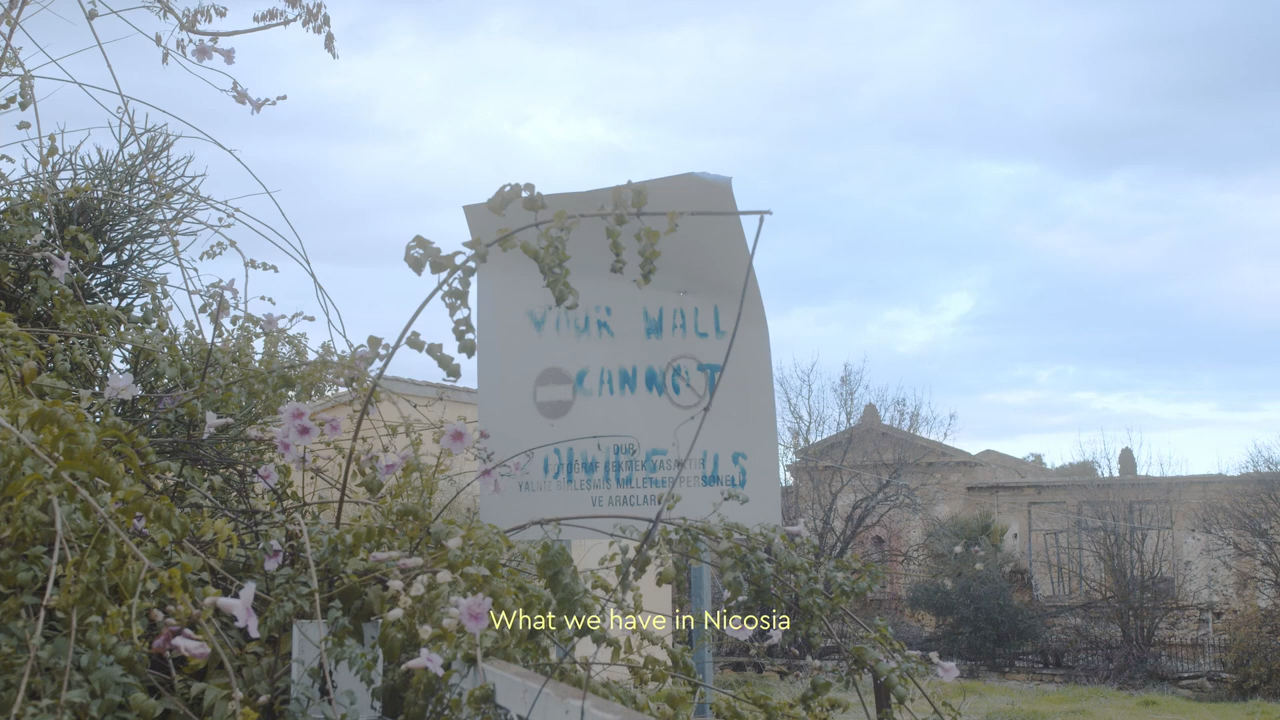 YOUR WALL
CANNOT
DIVIDE US
DUR
FOTOĞRAF ÇEKMEK YASAKTIR
YALNIZ BİRLEŞMİŞ MİLLETLER PERSONELİ
VE ARAÇLARI
What we have in Nicosia